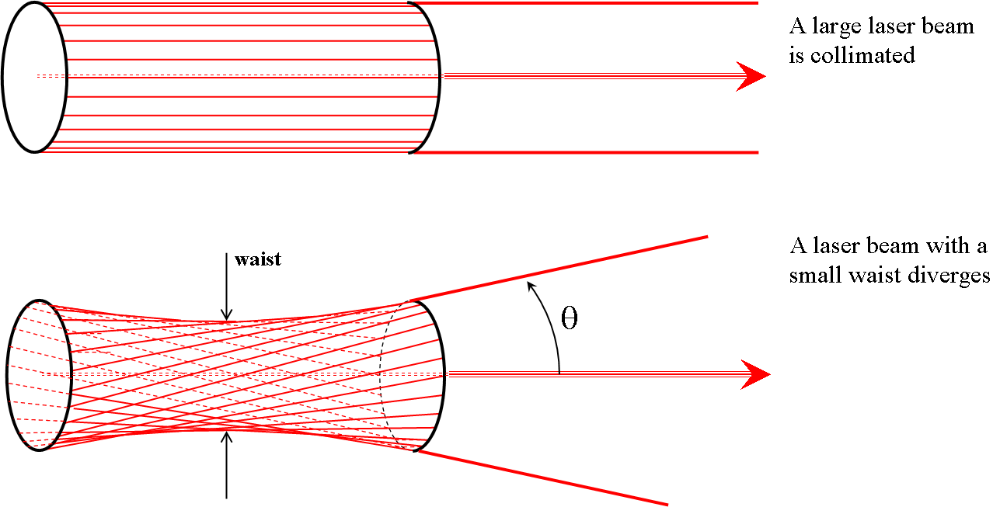 A large laser beam
is collimated
waist
A laser beam with a
small waist diverges
θ